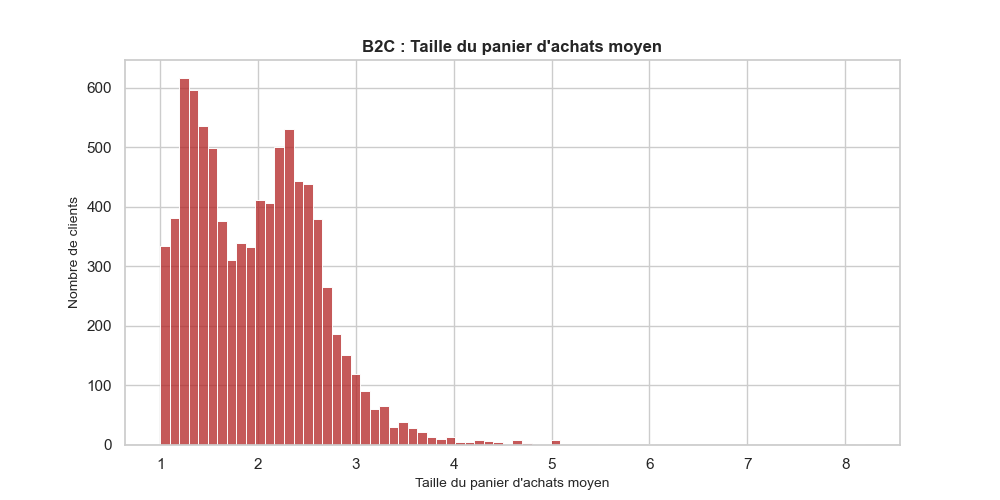 B2C : Taille du panier d'achats moyen
600
500
400
300
200
100
0
Nombre de clients
1 2 3 4 5 6 7 8
Taille du panier d'achats moyen